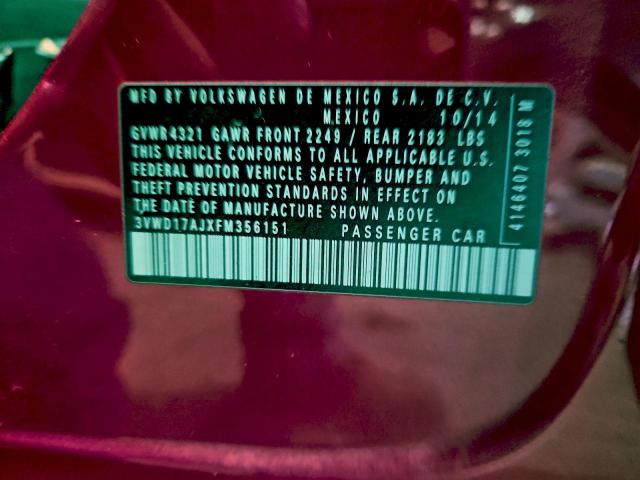 MFD BY VOLKSWAGEN DE MEXICO S.A. DE C.V.
MEXICO 10/14
GVWR4321 GAWR FRONT 2249 / REAR 2183 LBS
THIS VEHICLE CONFORMS TO ALL APPLICABLE U.S.
FEDERAL MOTOR VEHICLE SAFETY, BUMPER AND
THEFT PREVENTION STANDARDS IN EFFECT ON
THE DATE OF MANUFACTURE SHOWN ABOVE.
3VWD17AJXFM356151 PASSENGER CAR
4146407 3018 M